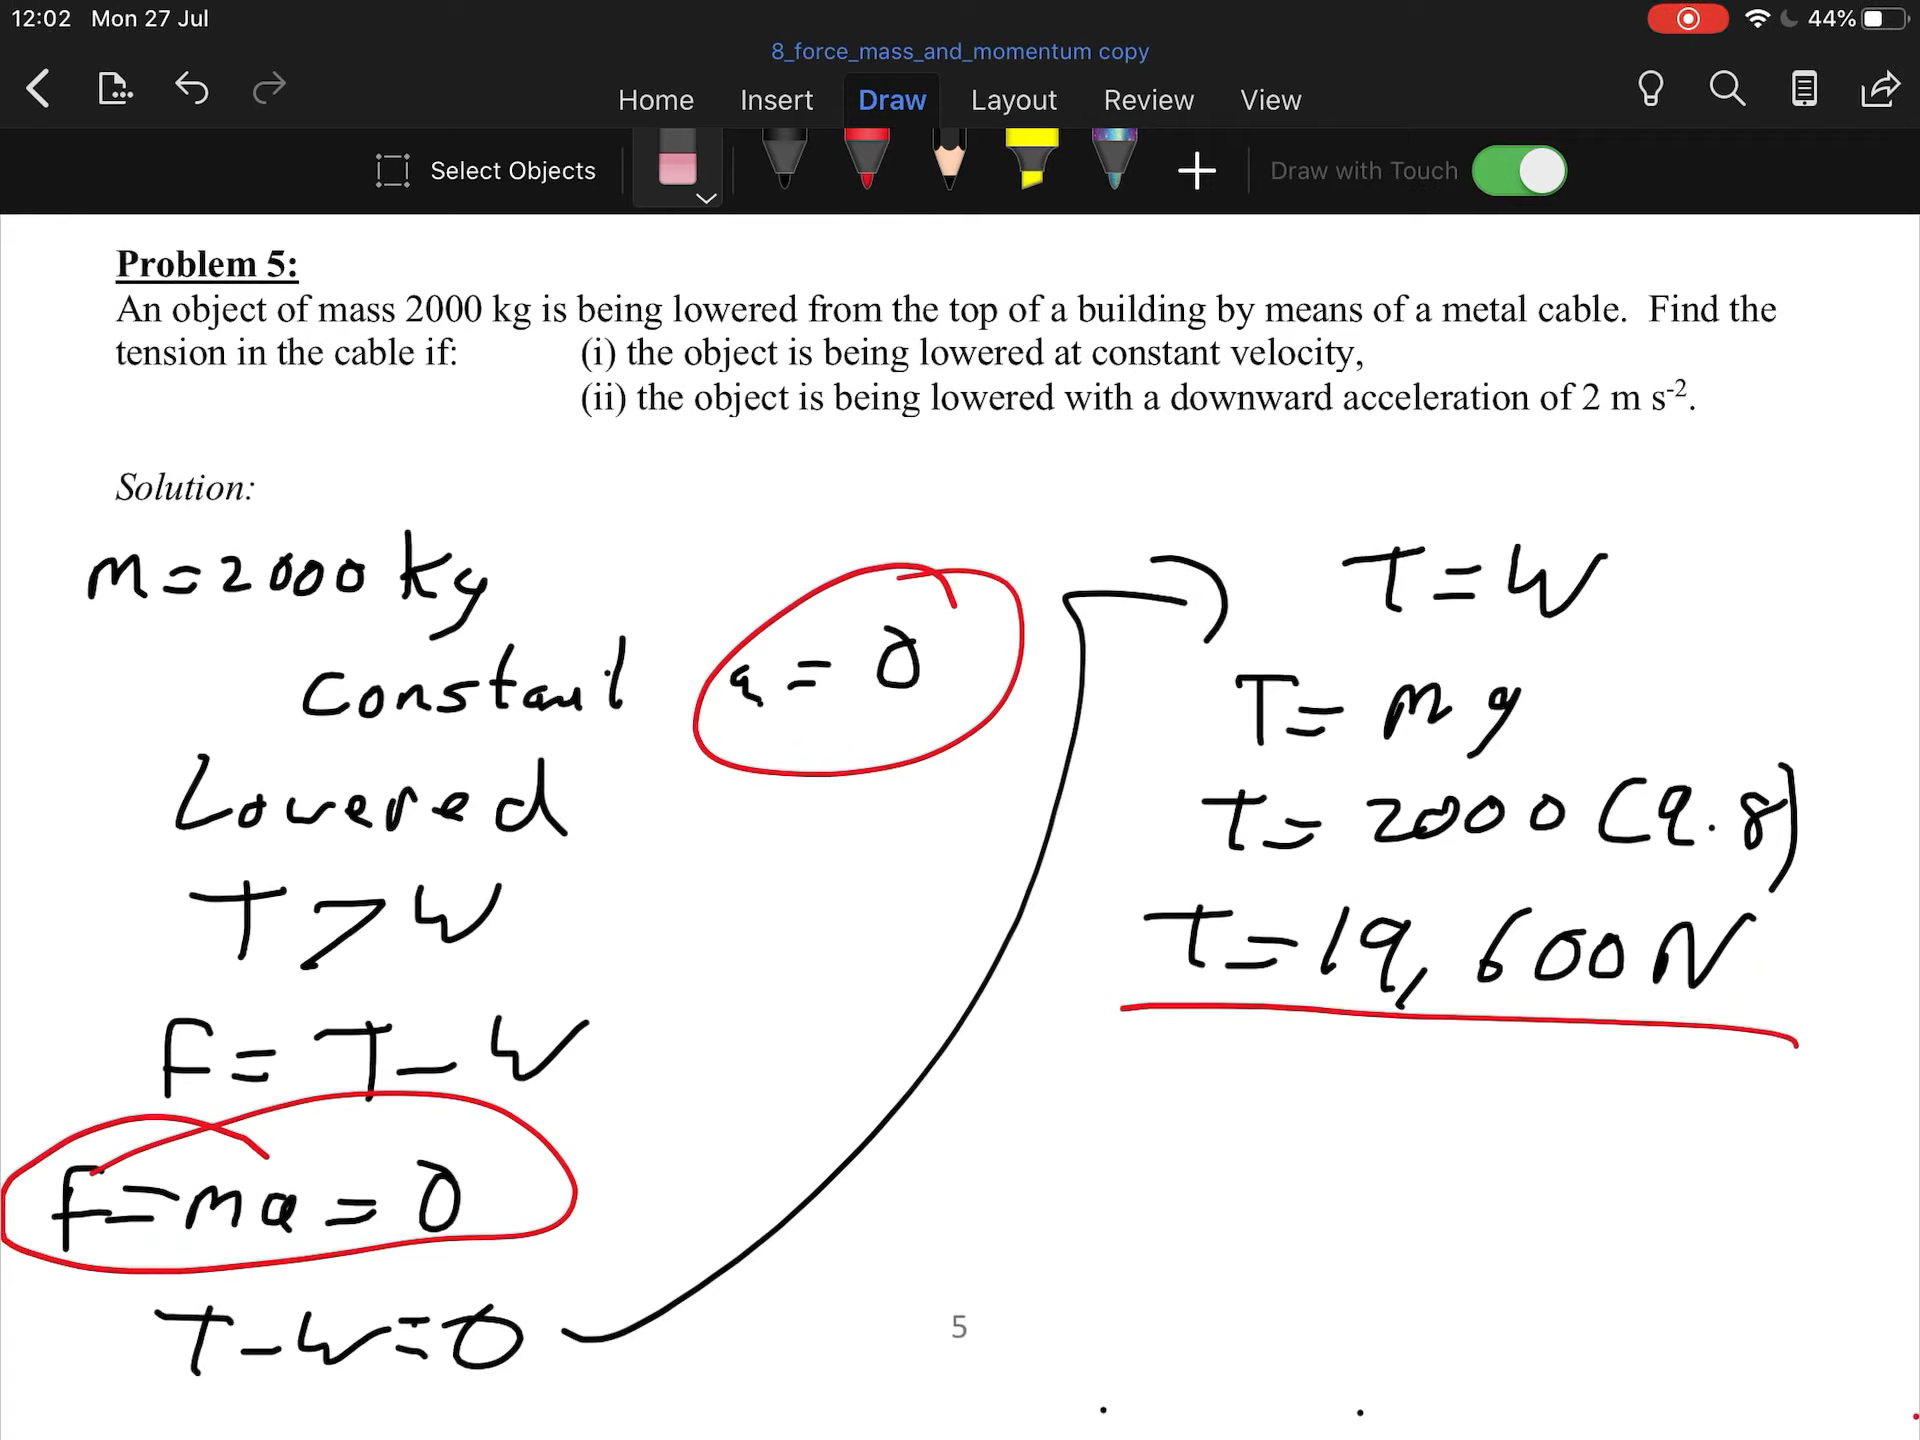 12:02 Mon 27 Jul
44%
8_force_mass_and_momentum copy
Home Insert Draw Layout Review View
Select Objects
Draw with Touch
Problem 5:
An object of mass 2000 kg is being lowered from the top of a building by means of a metal cable. Find the
tension in the cable if: (i) the object is being lowered at constant velocity,
(ii) the object is being lowered with a downward acceleration of 2 m s⁻².
Solution:
m = 2000 kg
constant
a = 0
Lowered
T > W
F = T - W
F = ma = 0
T - W = 0
T = W
T = mg
T = 2000 (9.8)
T = 19,600 N
5